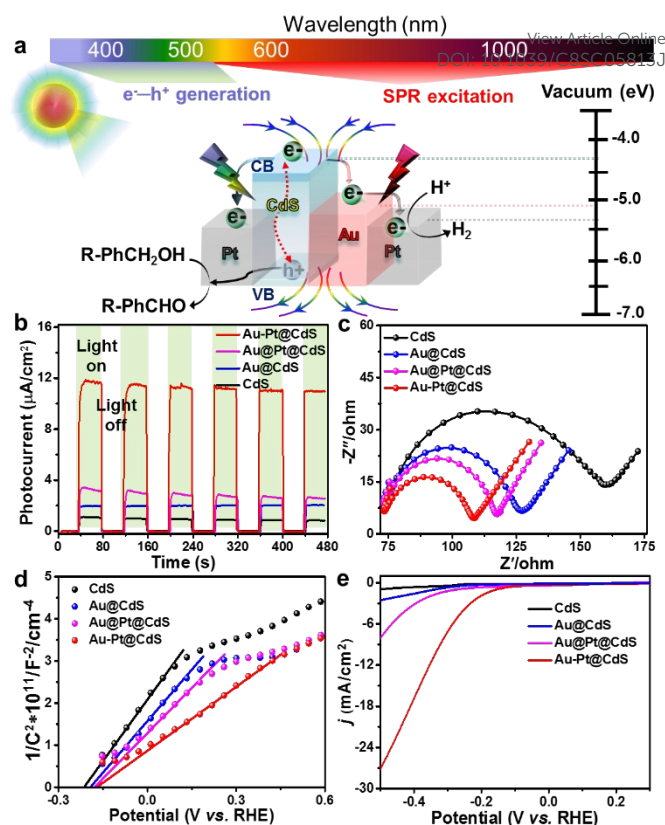 Wavelength (nm)
a
400 500 600 1000
View Article Online
DOI: 10.1039/C8SC05813J
e⁻—h⁺ generation
SPR excitation
Vacuum (eV)
-4.0
-5.0
-6.0
-7.0
CB
e-
CdS
e-
e-
e-
H⁺
H₂
Pt
Au
Pt
h+
VB
R-PhCH₂OH
R-PhCHO
b
Photocurrent (μA/cm²)
16
12
8
4
0
Light on
Light off
Au-Pt@CdS
Au@Pt@CdS
Au@CdS
CdS
0 80 160 240 320 400 480
Time (s)
c
-Z″/ohm
60
45
30
15
0
CdS
Au@CdS
Au@Pt@CdS
Au-Pt@CdS
75 100 125 150 175
Z′/ohm
d
1/C²*10¹¹/F⁻²/cm⁻⁴
5
4
3
2
1
0
CdS
Au@CdS
Au@Pt@CdS
Au-Pt@CdS
-0.3 0.0 0.3 0.6
Potential (V vs. RHE)
e
j (mA/cm²)
0
-6
-12
-18
-24
-30
CdS
Au@CdS
Au@Pt@CdS
Au-Pt@CdS
-0.4 -0.2 0.0 0.2
Potential (V vs. RHE)